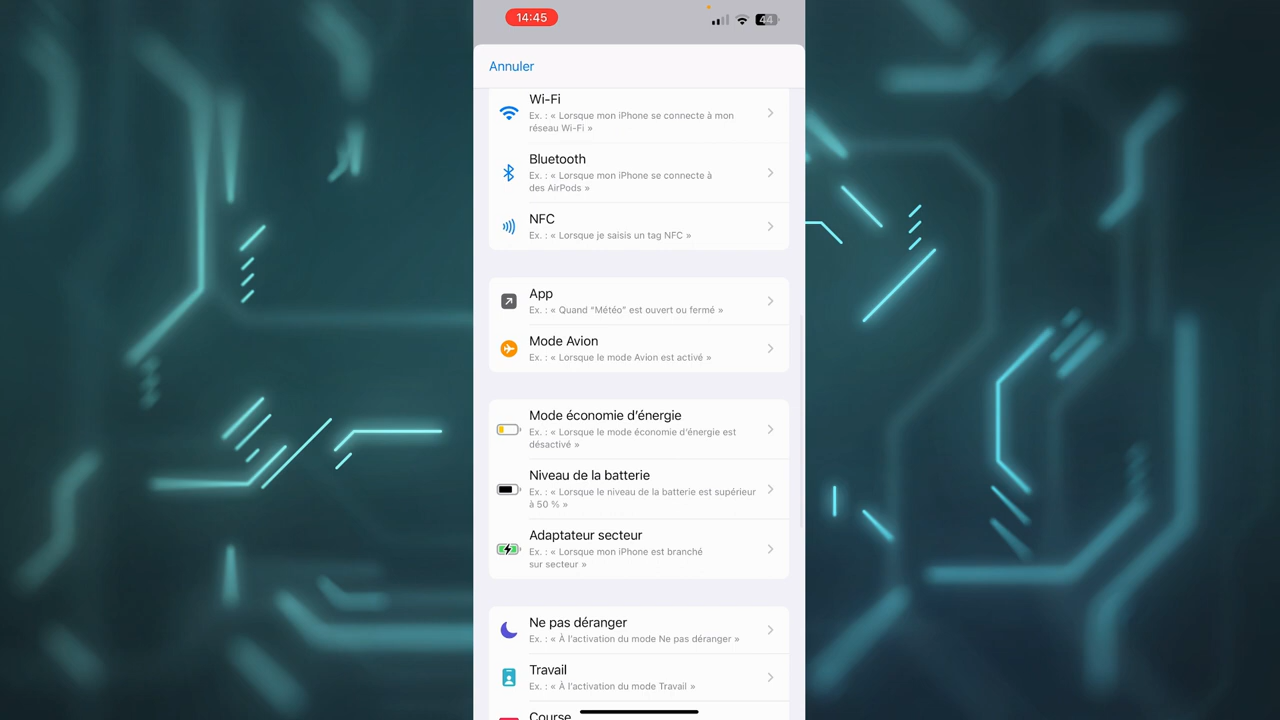 14:45
44
Annuler
Wi-Fi
Ex. : « Lorsque mon iPhone se connecte à mon
réseau Wi-Fi »
Bluetooth
Ex. : « Lorsque mon iPhone se connecte à
des AirPods »
NFC
Ex. : « Lorsque je saisis un tag NFC »
App
Ex. : « Quand “Météo” est ouvert ou fermé »
Mode Avion
Ex. : « Lorsque le mode Avion est activé »
Mode économie d’énergie
Ex. : « Lorsque le mode économie d’énergie est
désactivé »
Niveau de la batterie
Ex. : « Lorsque le niveau de la batterie est supérieur
à 50 % »
Adaptateur secteur
Ex. : « Lorsque mon iPhone est branché
sur secteur »
Ne pas déranger
Ex. : « À l’activation du mode Ne pas déranger »
Travail
Ex. : « À l’activation du mode Travail »
Course